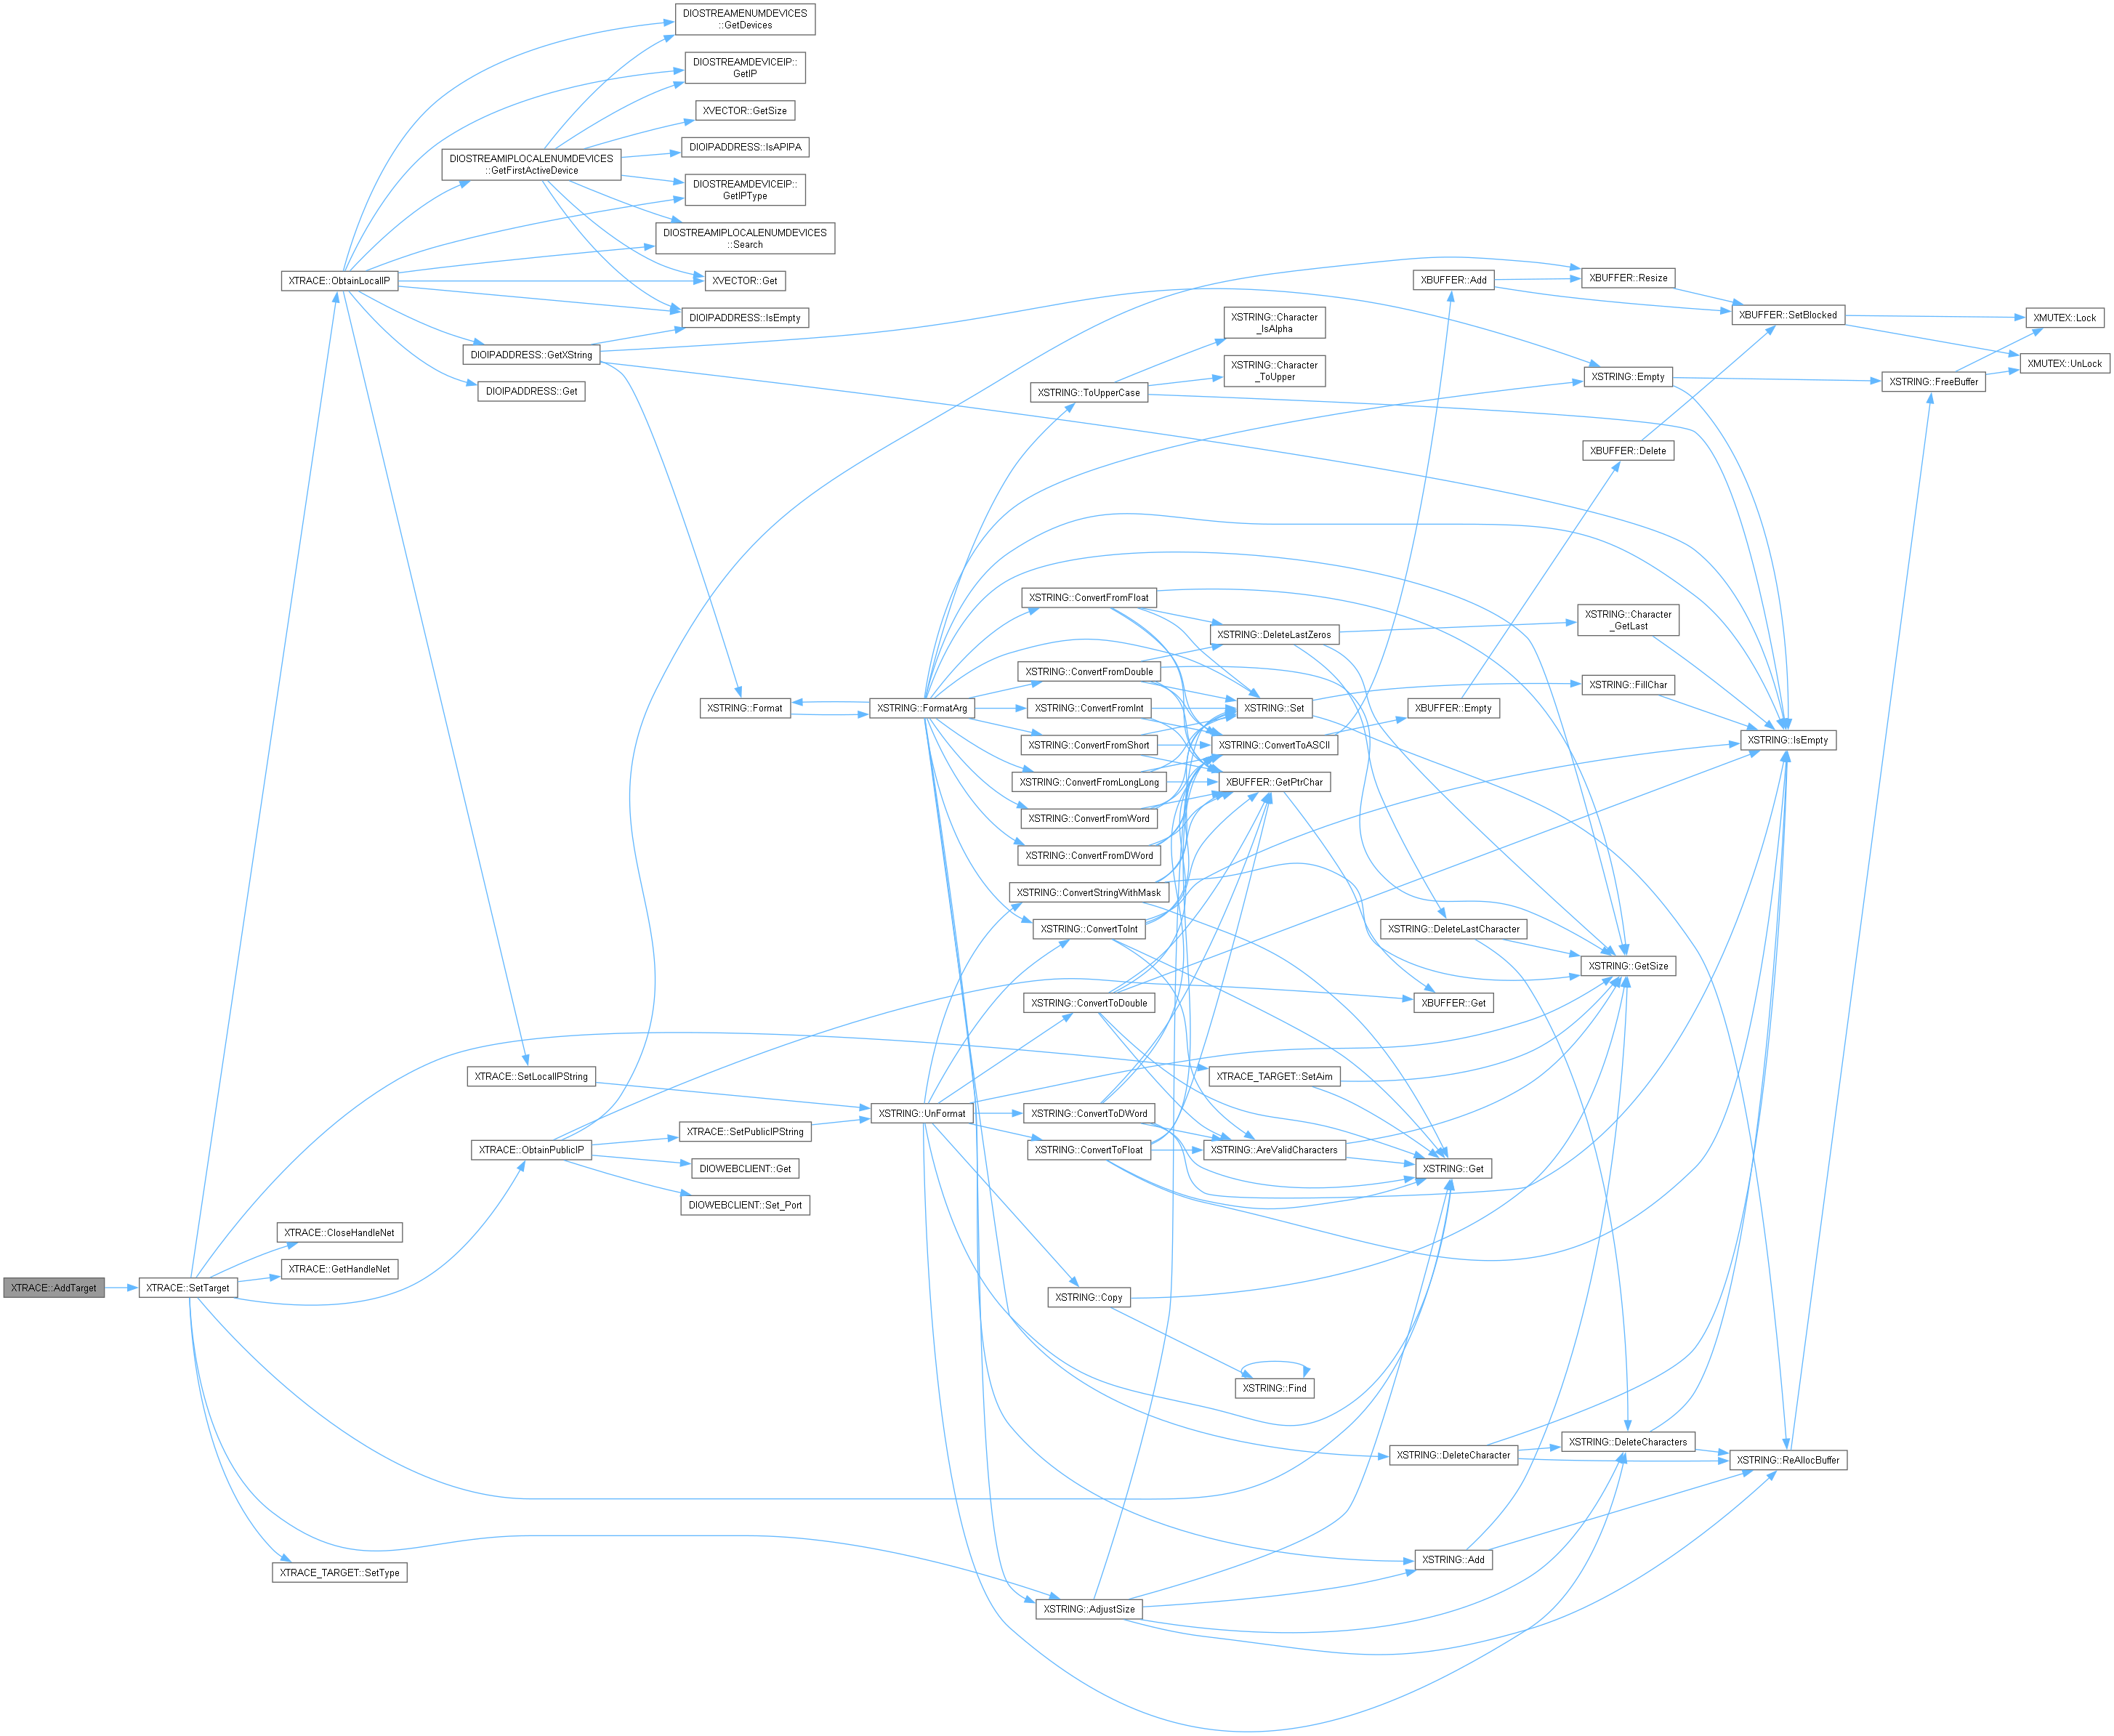 DIOSTREAMENUMDEVICES
::GetDevices
DIOSTREAMDEVICEIP::
GetIP
XVECTOR::GetSize
DIOIPADDRESS::IsAPIPA
DIOSTREAMIPLOCALENUMDEVICES
::GetFirstActiveDevice
DIOSTREAMDEVICEIP::
GetIPType
DIOSTREAMIPLOCALENUMDEVICES
::Search
XTRACE::ObtainLocalIP
XVECTOR::Get
DIOIPADDRESS::IsEmpty
DIOIPADDRESS::GetXString
DIOIPADDRESS::Get
XBUFFER::Add
XBUFFER::Resize
XSTRING::Character
_IsAlpha
XBUFFER::SetBlocked
XMUTEX::Lock
XSTRING::Character
_ToUpper
XMUTEX::UnLock
XSTRING::ToUpperCase
XSTRING::Empty
XSTRING::FreeBuffer
XBUFFER::Delete
XSTRING::ConvertFromFloat
XSTRING::DeleteLastZeros
XSTRING::Character
_GetLast
XSTRING::ConvertFromDouble
XSTRING::FillChar
XSTRING::Format
XSTRING::FormatArg
XSTRING::ConvertFromInt
XSTRING::Set
XBUFFER::Empty
XSTRING::ConvertFromShort
XSTRING::ConvertToASCII
XSTRING::IsEmpty
XSTRING::ConvertFromLongLong
XBUFFER::GetPtrChar
XSTRING::ConvertFromWord
XSTRING::ConvertFromDWord
XSTRING::ConvertStringWithMask
XSTRING::ConvertToInt
XSTRING::DeleteLastCharacter
XSTRING::GetSize
XSTRING::ConvertToDouble
XBUFFER::Get
XTRACE::SetLocalIPString
XTRACE_TARGET::SetAim
XSTRING::UnFormat
XSTRING::ConvertToDWord
XTRACE::SetPublicIPString
XTRACE::ObtainPublicIP
XSTRING::ConvertToFloat
XSTRING::AreValidCharacters
XSTRING::Get
DIOWEBCLIENT::Get
DIOWEBCLIENT::Set_Port
XTRACE::CloseHandleNet
XTRACE::GetHandleNet
XTRACE::AddTarget
XTRACE::SetTarget
XSTRING::Copy
XSTRING::Find
XSTRING::DeleteCharacter
XSTRING::DeleteCharacters
XSTRING::ReAllocBuffer
XTRACE_TARGET::SetType
XSTRING::Add
XSTRING::AdjustSize